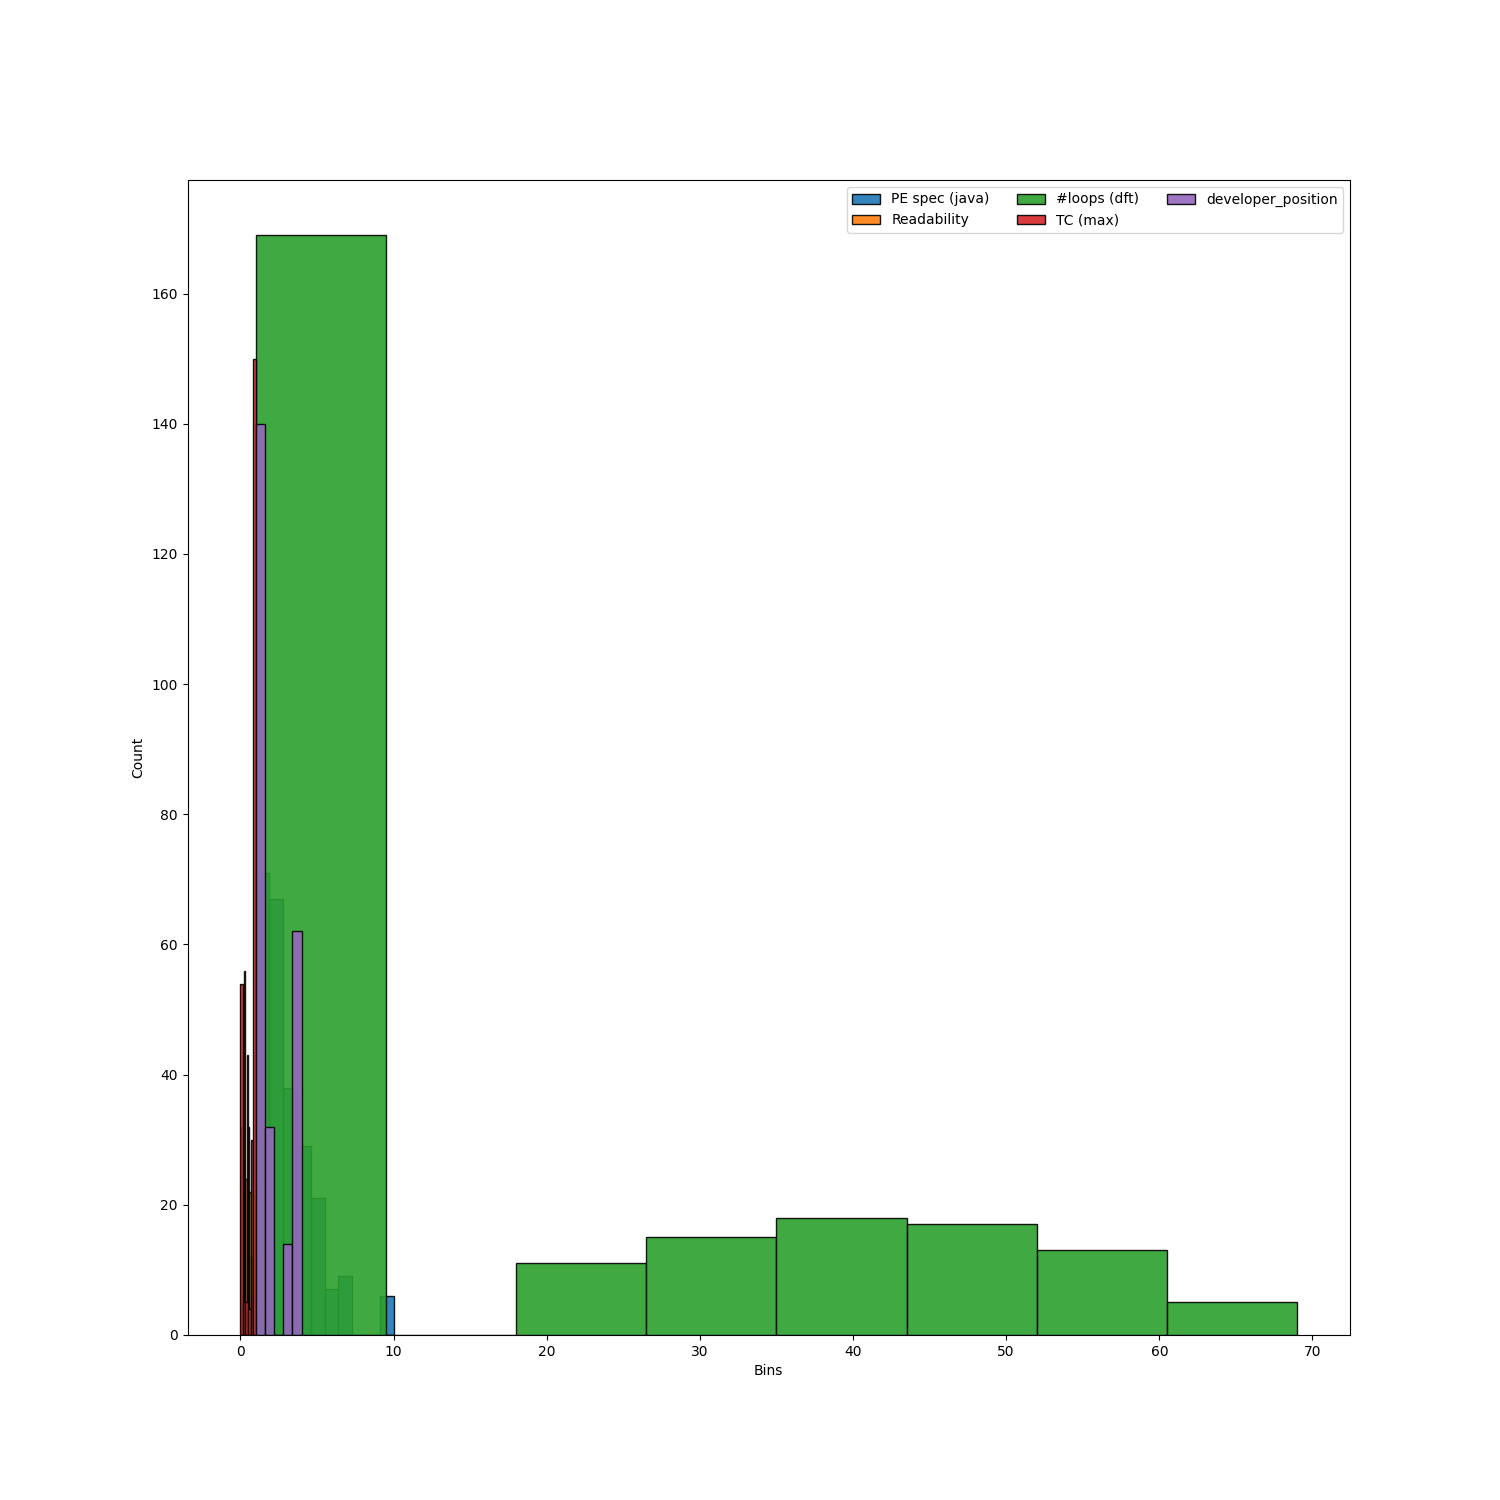 PE spec (java)
Readability
#loops (dft)
TC (max)
developer_position
160
140
120
100
80
60
40
20
0
Count
0 10 20 30 40 50 60 70
Bins